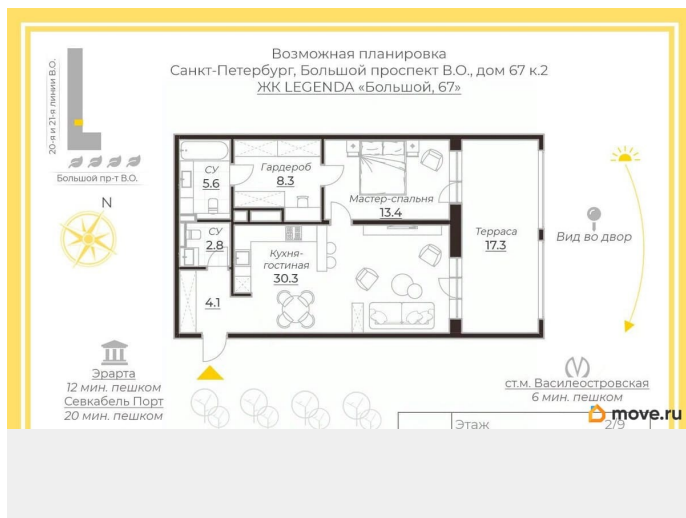 Возможная планировка
Санкт-Петербург, Большой проспект В.О., дом 67 к.2
ЖК LEGENDA «Большой, 67»
20-я и 21-я линии В.О.
Большой пр-т В.О.
N
СУ
5.6
Гардероб
8.3
Мастер-спальня
13.4
Терраса
17.3
Вид во двор
СУ
2.8
Кухня-
гостиная
30.3
4.1
Эрарта
12 мин. пешком
Севкабель Порт
20 мин. пешком
ст.м. Василеостровская
6 мин. пешком
move.ru
Этаж
2/9